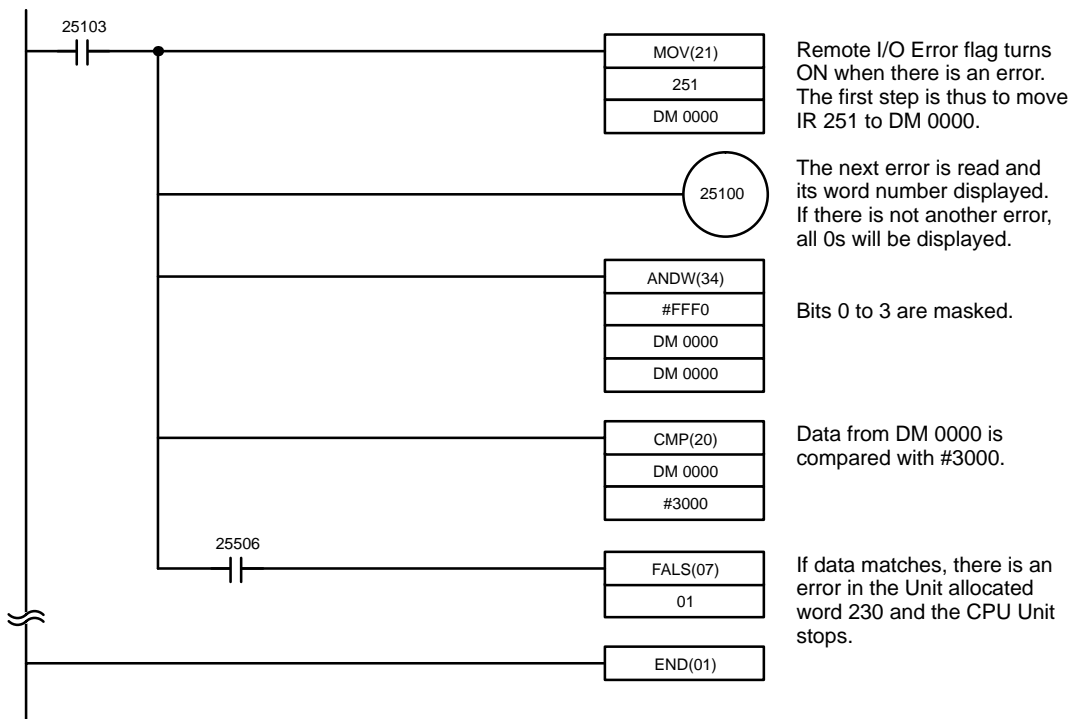 25103
MOV(21)
251
DM 0000
Remote I/O Error flag turns
ON when there is an error.
The first step is thus to move
IR 251 to DM 0000.
25100
The next error is read and
its word number displayed.
If there is not another error,
all 0s will be displayed.
ANDW(34)
#FFF0
DM 0000
DM 0000
Bits 0 to 3 are masked.
CMP(20)
DM 0000
#3000
Data from DM 0000 is
compared with #3000.
25506
FALS(07)
01
If data matches, there is an
error in the Unit allocated
word 230 and the CPU Unit
stops.
END(01)